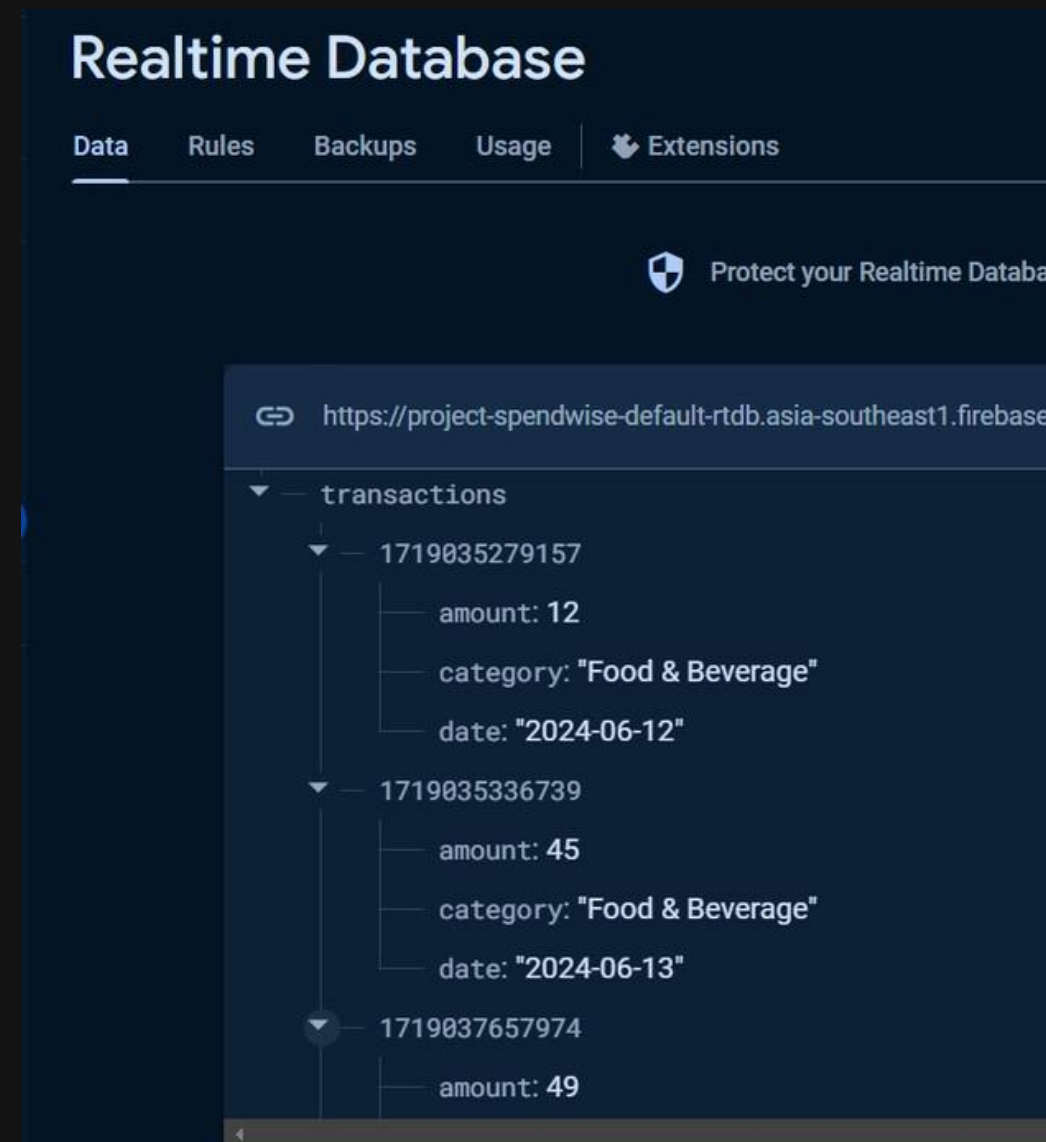 Realtime Database
Data Rules Backups Usage Extensions
Protect your Realtime Databa
https://project-spendwise-default-rtdb.asia-southeast1.firebase
transactions
1719035279157
amount: 12
category: "Food & Beverage"
date: "2024-06-12"
1719035336739
amount: 45
category: "Food & Beverage"
date: "2024-06-13"
1719037657974
amount: 49